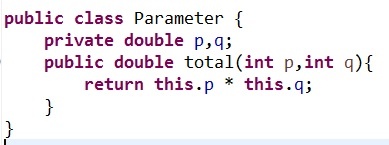 public class Parameter {
    private double p,q;
    public double total(int p,int q){
        return this.p * this.q;
    }
}